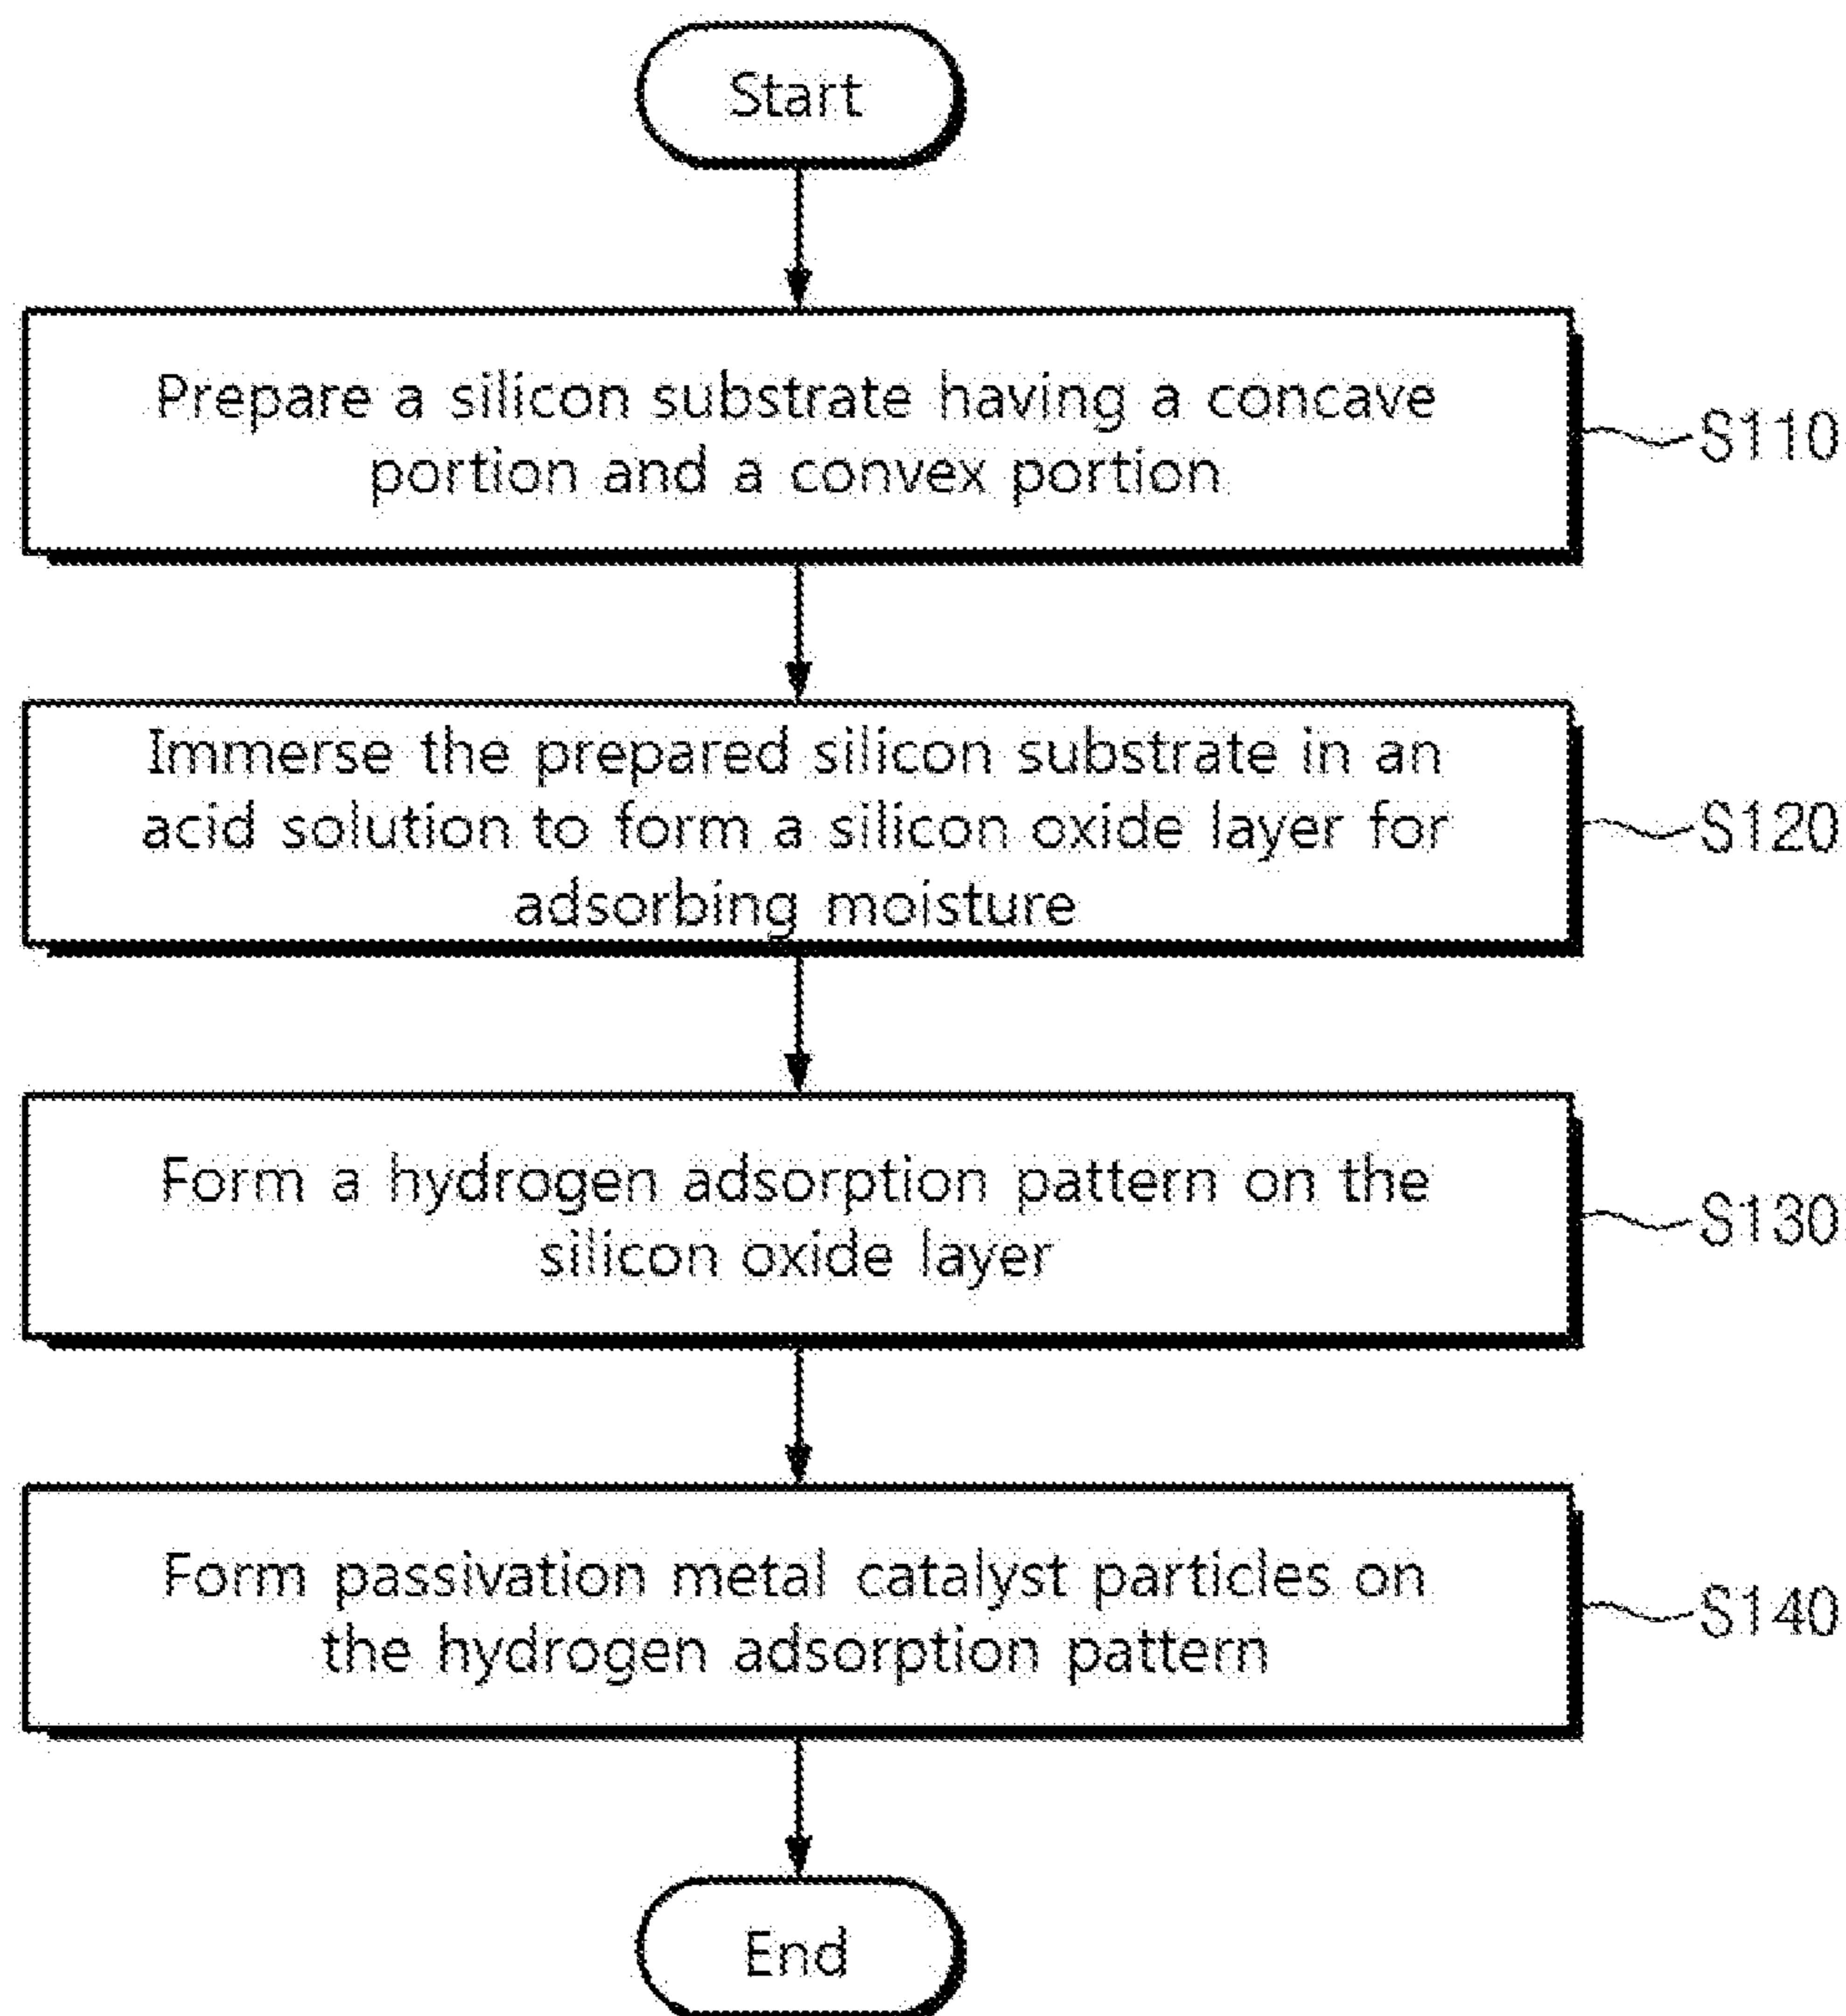 Start
Prepare a silicon substrate having a concave
portion and a convex portion
S110
Immerse the prepared silicon substrate in an
acid solution to form a silicon oxide layer for
adsorbing moisture
S120
Form a hydrogen adsorption pattern on the
silicon oxide layer
S130
Form passivation metal catalyst particles on
the hydrogen adsorption pattern
S140
End